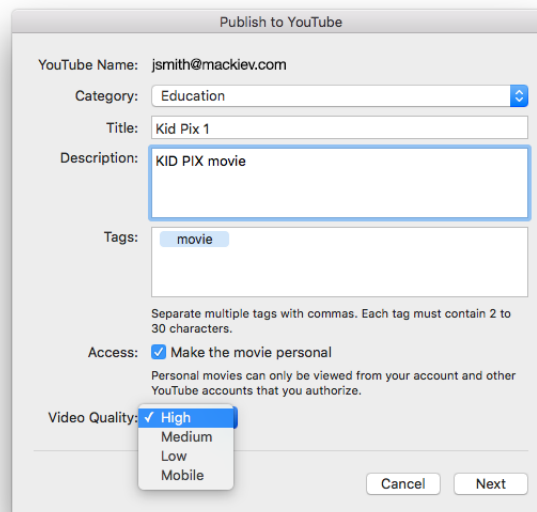 Publish to YouTube
YouTube Name: jsmith@mackiev.com
Category: Education
Title: Kid Pix 1
Description: KID PIX movie
Tags: movie
Separate multiple tags with commas. Each tag must contain 2 to
30 characters.
Access: Make the movie personal
Personal movies can only be viewed from your account and other
YouTube accounts that you authorize.
Video Quality: High
Medium
Low
Mobile
Cancel Next